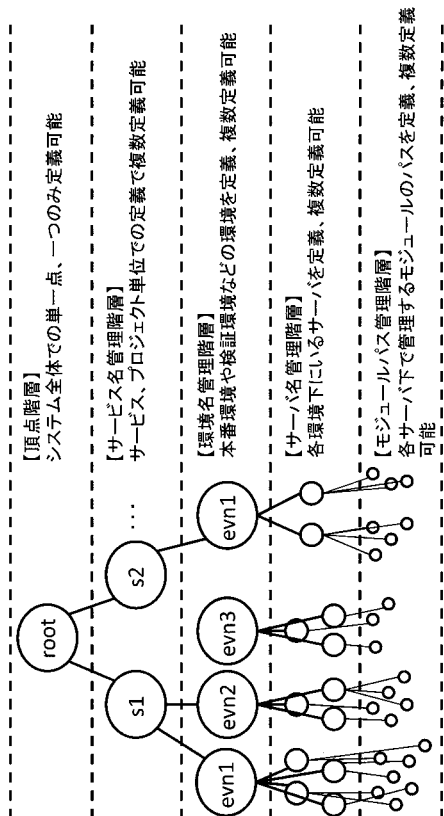 【頂点階層】
システム全体での単一点、一つのみ定義可能
【サービス名管理階層】
サービス、プロジェクト単位での定義で複数定義可能
【環境名管理階層】
本番環境や検証環境などの環境を定義、複数定義可能
【サーバ名管理階層】
各環境下にいるサーバを定義、複数定義可能
【モジュールパス管理階層】
各サーバ下で管理するモジュールのパスを定義、複数定義
可能
root
s1
s2
...
evn1
evn2
evn3
evn1